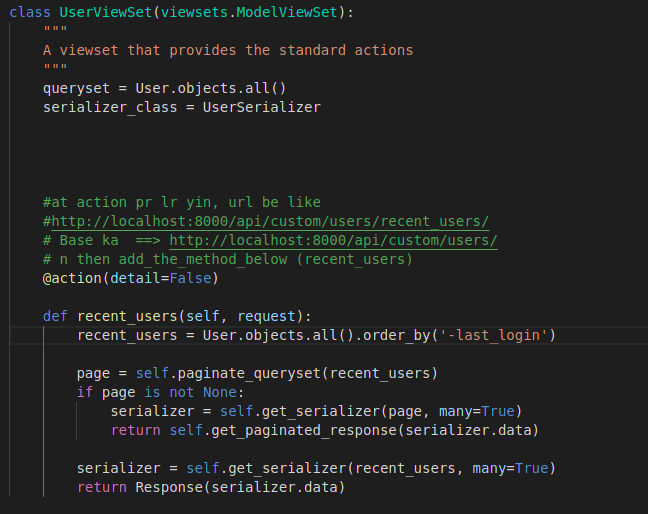 class UserViewSet(viewsets.ModelViewSet):
    """
    A viewset that provides the standard actions
    """
    queryset = User.objects.all()
    serializer_class = UserSerializer
    #at action pr lr yin, url be like
    #http://localhost:8000/api/custom/users/recent_users/
    # Base ka  ==> http://localhost:8000/api/custom/users/
    # n then add_the_method_below (recent_users)
    @action(detail=False)
    def recent_users(self, request):
        recent_users = User.objects.all().order_by('-last_login')
        page = self.paginate_queryset(recent_users)
        if page is not None:
            serializer = self.get_serializer(page, many=True)
            return self.get_paginated_response(serializer.data)
        serializer = self.get_serializer(recent_users, many=True)
        return Response(serializer.data)